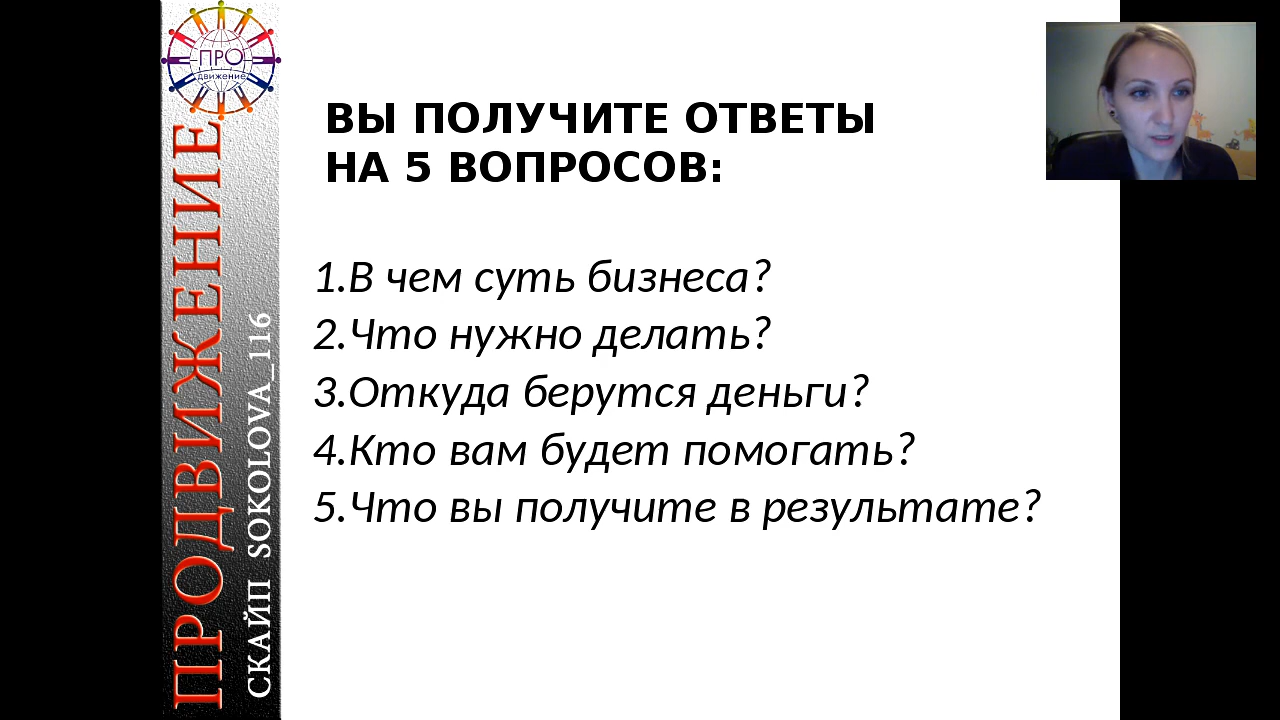 ПРО
движение
ПРОДВИЖЕНИЕ
СКАЙП SOKOLOVA_116
ВЫ ПОЛУЧИТЕ ОТВЕТЫ
НА 5 ВОПРОСОВ:
1.В чем суть бизнеса?
2.Что нужно делать?
3.Откуда берутся деньги?
4.Кто вам будет помогать?
5.Что вы получите в результате?